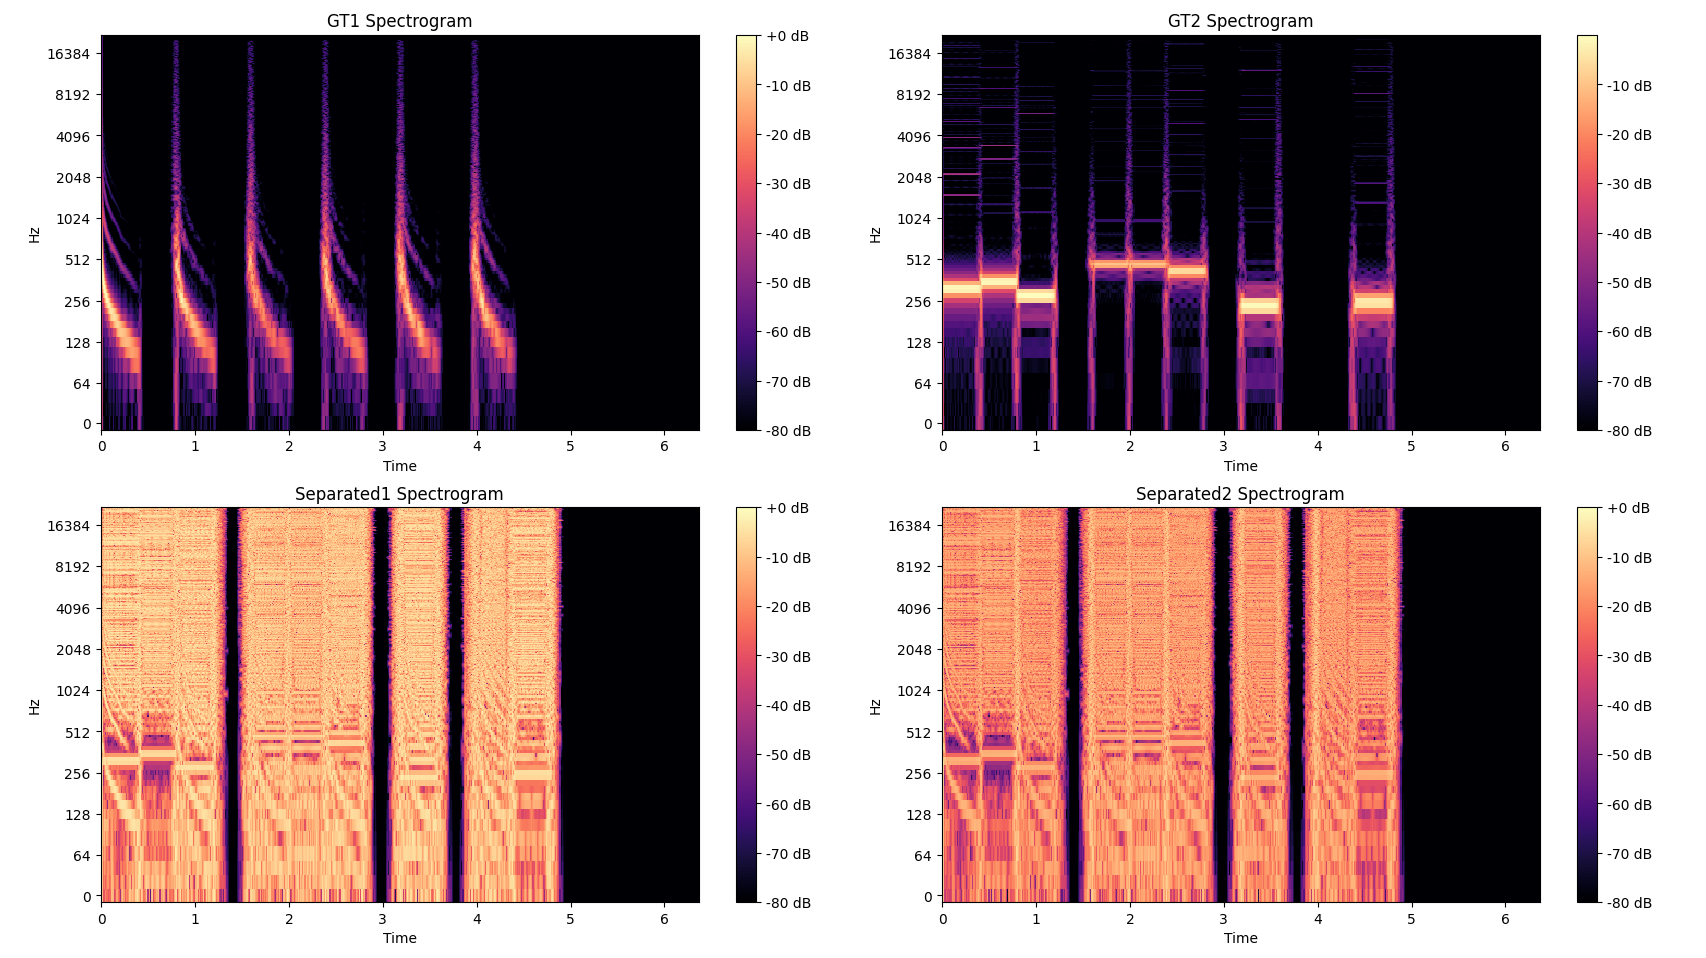 GT1 Spectrogram
Hz
16384
8192
4096
2048
1024
512
256
128
64
0
0 1 2 3 4 5 6
Time
+0 dB
-10 dB
-20 dB
-30 dB
-40 dB
-50 dB
-60 dB
-70 dB
-80 dB
GT2 Spectrogram
Hz
16384
8192
4096
2048
1024
512
256
128
64
0
0 1 2 3 4 5 6
Time
-10 dB
-20 dB
-30 dB
-40 dB
-50 dB
-60 dB
-70 dB
-80 dB
Separated1 Spectrogram
Hz
16384
8192
4096
2048
1024
512
256
128
64
0
0 1 2 3 4 5 6
Time
+0 dB
-10 dB
-20 dB
-30 dB
-40 dB
-50 dB
-60 dB
-70 dB
-80 dB
Separated2 Spectrogram
Hz
16384
8192
4096
2048
1024
512
256
128
64
0
0 1 2 3 4 5 6
Time
+0 dB
-10 dB
-20 dB
-30 dB
-40 dB
-50 dB
-60 dB
-70 dB
-80 dB